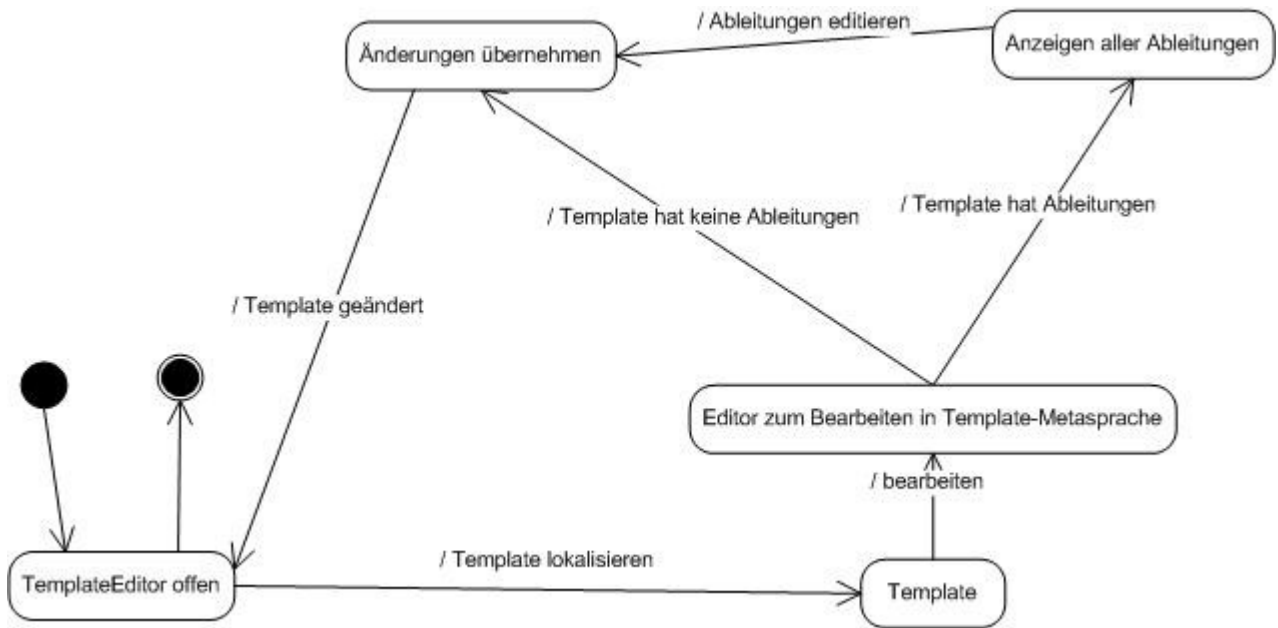 / Ableitungen editieren
Änderungen übernehmen
Anzeigen aller Ableitungen
/ Template hat keine Ableitungen
/ Template hat Ableitungen
/ Template geändert
Editor zum Bearbeiten in Template-Metasprache
/ bearbeiten
/ Template lokalisieren
TemplateEditor offen
Template